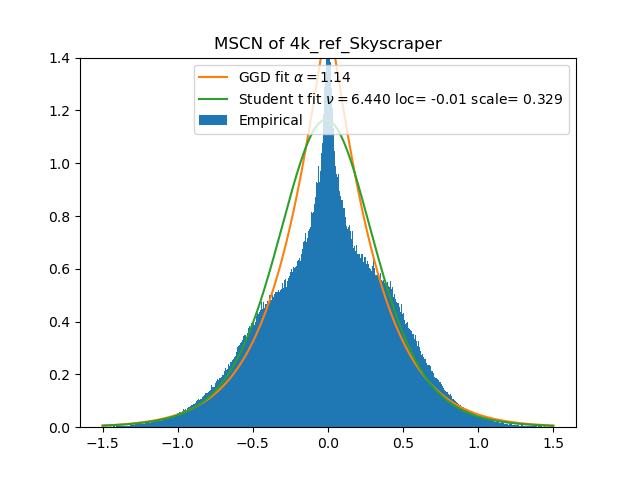 MSCN of 4k_ref_Skyscraper
GGD fit α = 1.14
Student t fit ν = 6.440 loc= -0.01 scale= 0.329
Empirical
1.4
1.2
1.0
0.8
0.6
0.4
0.2
0.0
−1.5 −1.0 −0.5 0.0 0.5 1.0 1.5